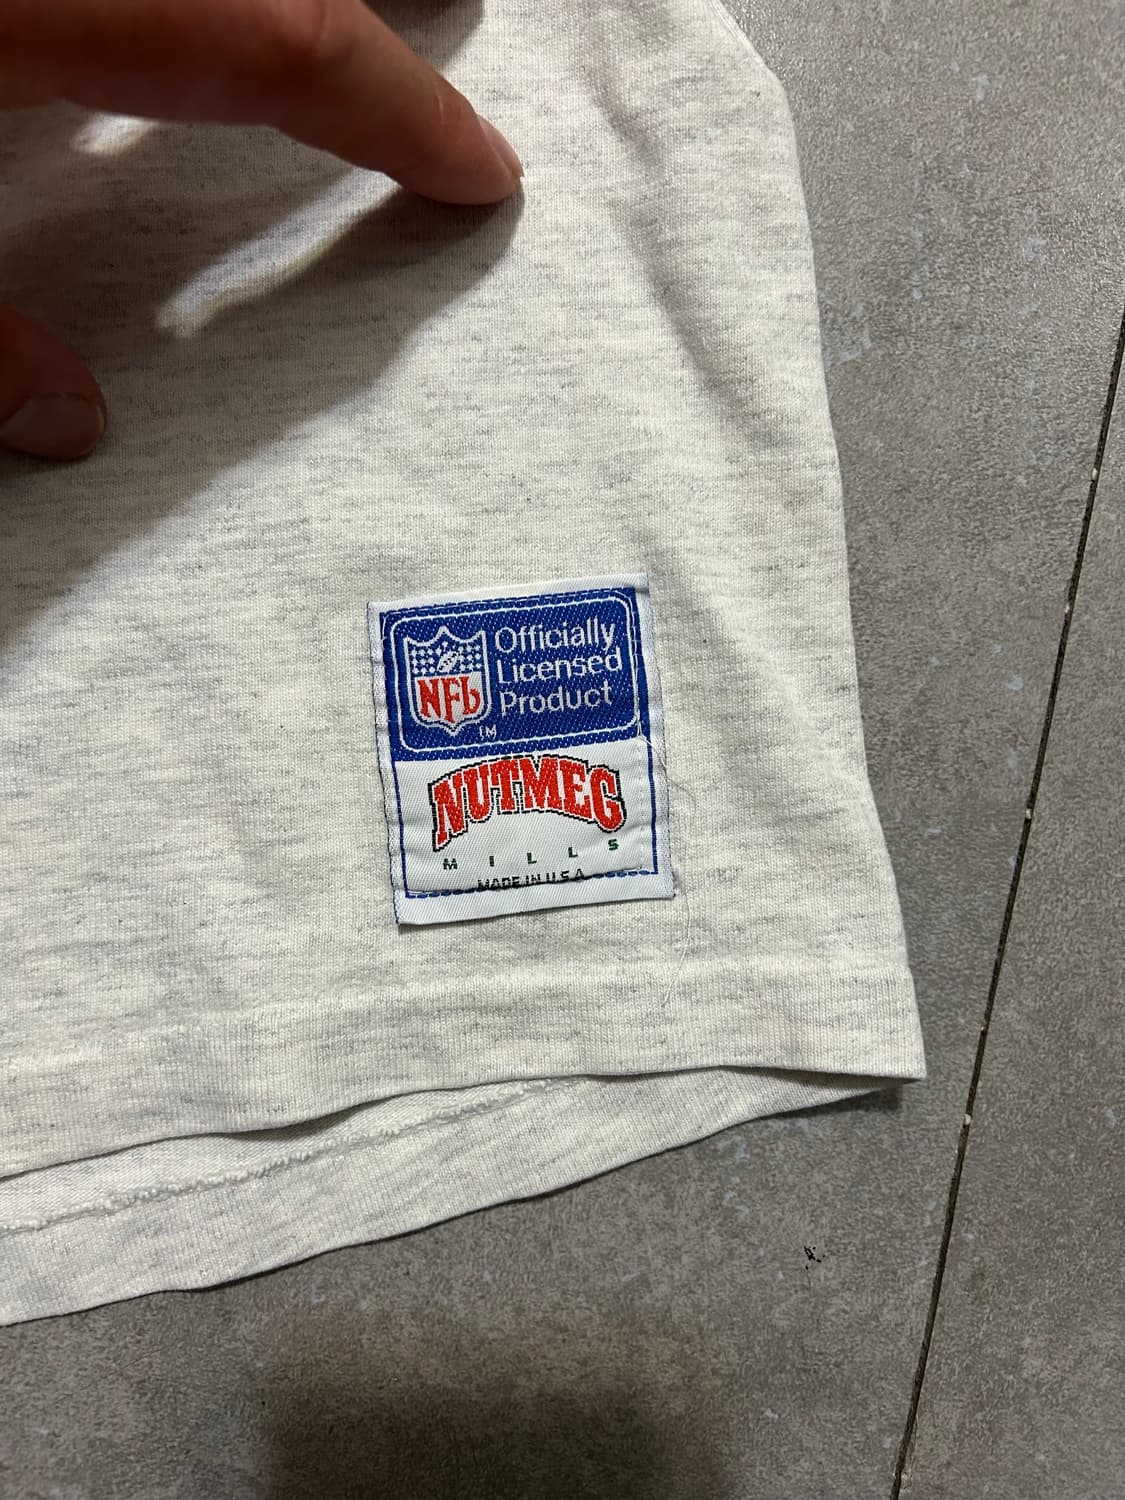 Officially
Licensed
Product
NFL
TM
NUTMEG
MILLS
MADE IN U.S.A.